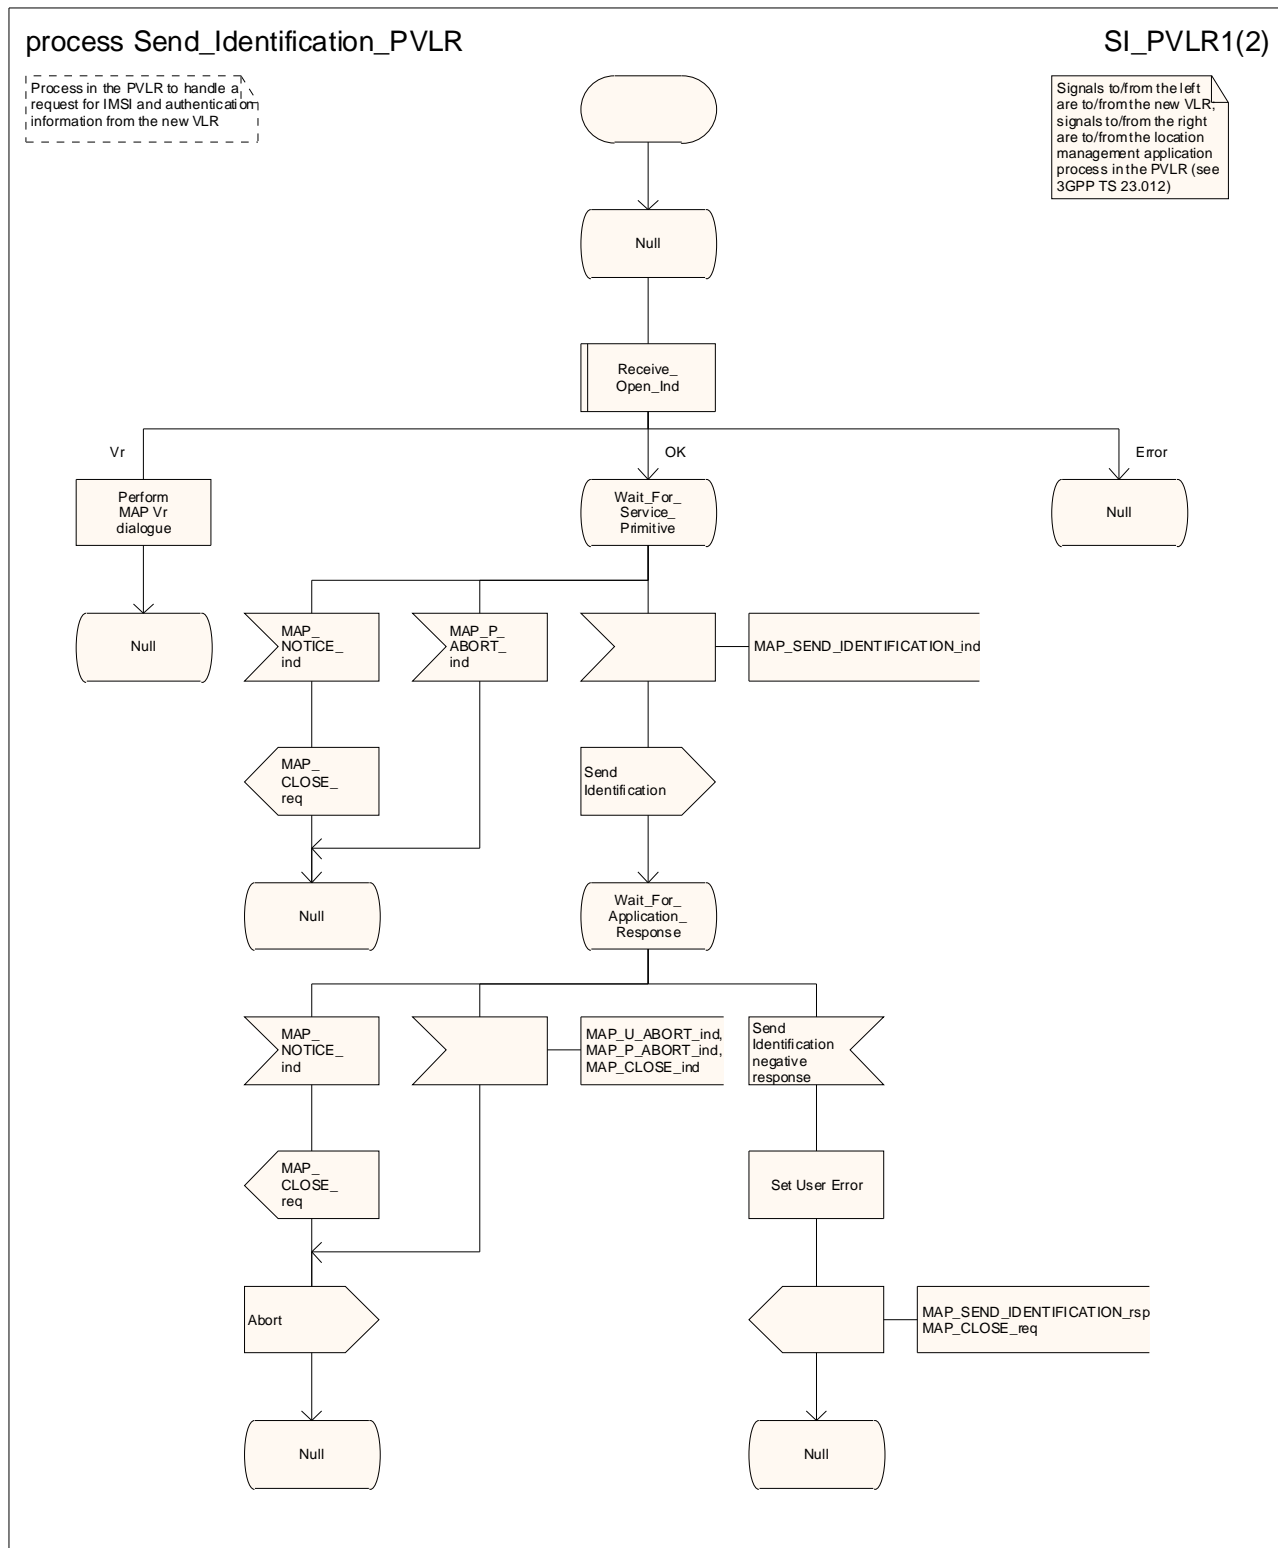 process Send_Identification_PVLR
SI_PVLR1(2)
Process in the PVLR to handle a
request for IMSI and authentication
information from the new VLR
Signals to/from the left
are to/from the new VLR,
signals to/from the right
are to/from the location
management application
process in the PVLR (see
3GPP TS 23.012)
Null
Receive_
Open_Ind
Vr
OK
Error
Perform
MAP Vr
dialogue
Wait_For_
Service_
Primitive
Null
Null
MAP_
NOTICE_
ind
MAP_P_
ABORT_
ind
MAP_SEND_IDENTIFICATION_ind
MAP_
CLOSE_
req
Send
Identification
Null
Wait_For_
Application_
Response
MAP_
NOTICE_
ind
MAP_U_ABORT_ind,
MAP_P_ABORT_ind,
MAP_CLOSE_ind
Send
Identification
negative
response
MAP_
CLOSE_
req
Set User Error
Abort
MAP_SEND_IDENTIFICATION_rsp
MAP_CLOSE_req
Null
Null